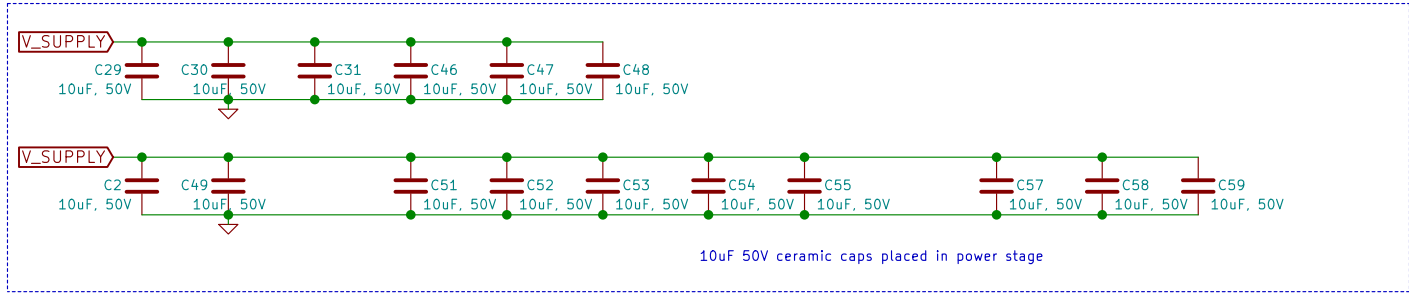 V_SUPPLY
C29 C30 C31 C46 C47 C48
10uF, 50V 10uF, 50V 10uF, 50V 10uF, 50V 10uF, 50V 10uF, 50V
V_SUPPLY
C2 C49 C51 C52 C53 C54 C55 C57 C58 C59
10uF, 50V 10uF, 50V 10uF, 50V 10uF, 50V 10uF, 50V 10uF, 50V 10uF, 50V 10uF, 50V 10uF, 50V 10uF, 50V
10uF 50V ceramic caps placed in power stage